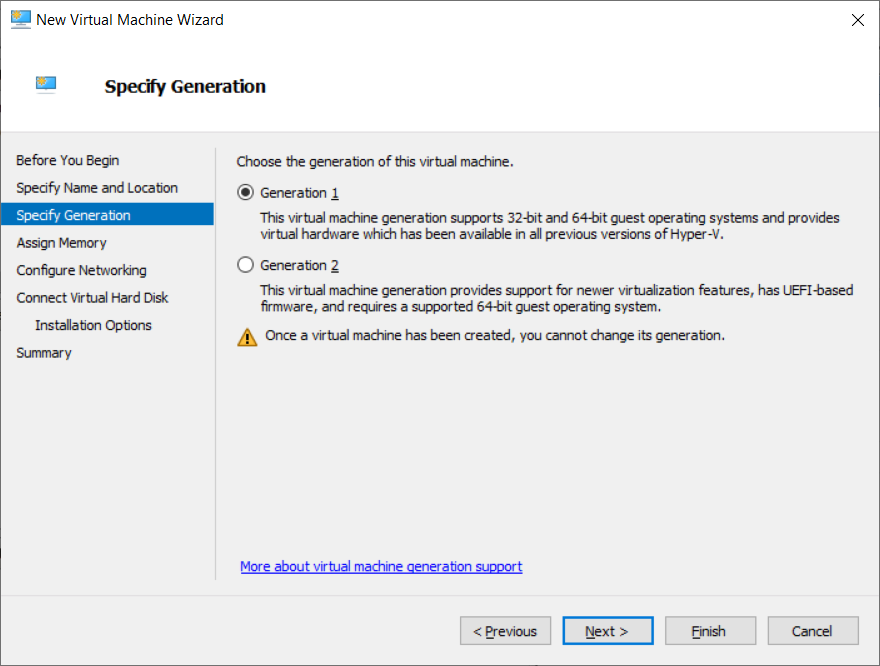 New Virtual Machine Wizard
Specify Generation
Before You Begin
Specify Name and Location
Specify Generation
Assign Memory
Configure Networking
Connect Virtual Hard Disk
Installation Options
Summary
Choose the generation of this virtual machine.
Generation 1
This virtual machine generation supports 32-bit and 64-bit guest operating systems and provides
virtual hardware which has been available in all previous versions of Hyper-V.
Generation 2
This virtual machine generation provides support for newer virtualization features, has UEFI-based
firmware, and requires a supported 64-bit guest operating system.
Once a virtual machine has been created, you cannot change its generation.
More about virtual machine generation support
< Previous
Next >
Finish
Cancel